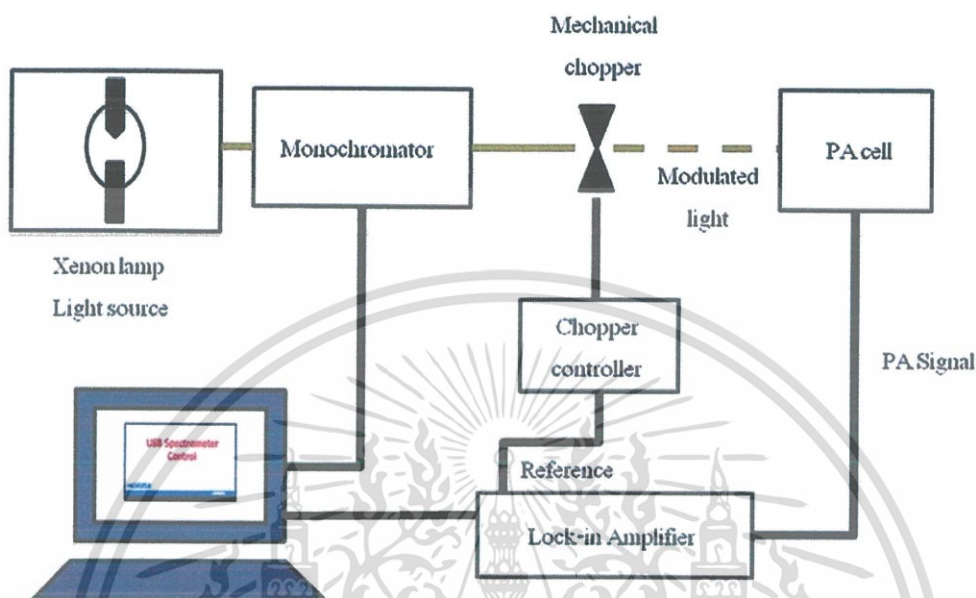 Mechanical
chopper
Monochromator
PA cell
Modulated
light
Xenon lamp
Light source
Chopper
controller
PA Signal
USB Spectrometer
Control
Reference
Lock-in Amplifier